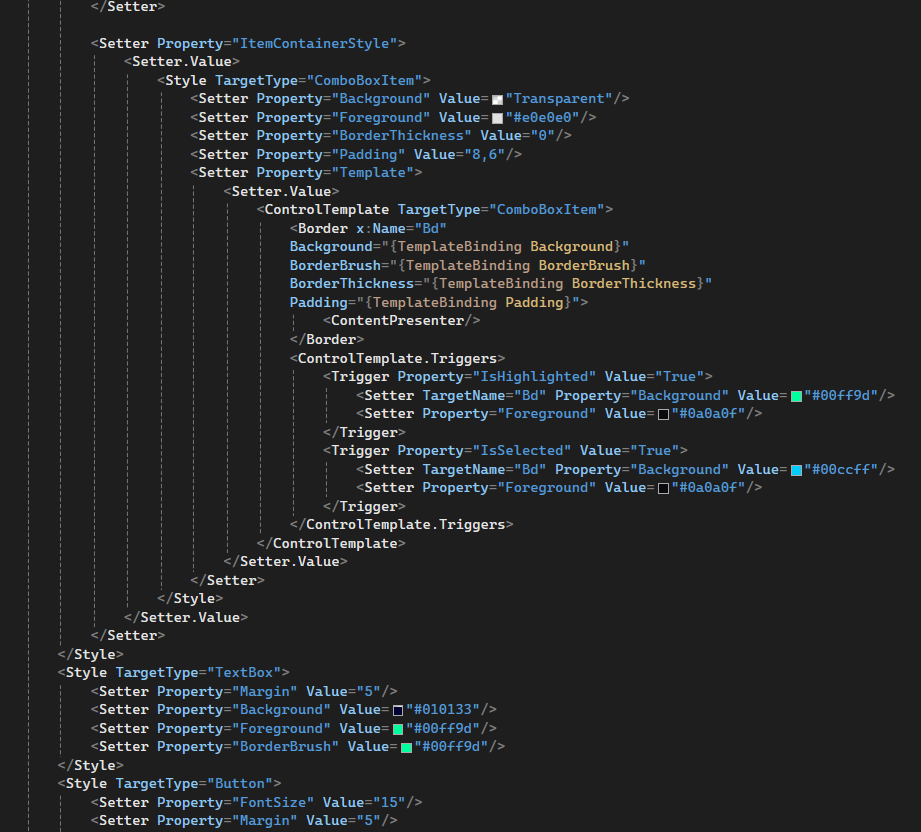 </Setter>
<Setter Property="ItemContainerStyle">
<Setter.Value>
<Style TargetType="ComboBoxItem">
<Setter Property="Background" Value="Transparent"/>
<Setter Property="Foreground" Value="#e0e0e0"/>
<Setter Property="BorderThickness" Value="0"/>
<Setter Property="Padding" Value="8,6"/>
<Setter Property="Template">
<Setter.Value>
<ControlTemplate TargetType="ComboBoxItem">
<Border x:Name="Bd"
Background="{TemplateBinding Background}"
BorderBrush="{TemplateBinding BorderBrush}"
BorderThickness="{TemplateBinding BorderThickness}"
Padding="{TemplateBinding Padding}">
<ContentPresenter/>
</Border>
<ControlTemplate.Triggers>
<Trigger Property="IsHighlighted" Value="True">
<Setter TargetName="Bd" Property="Background" Value="#00ff9d"/>
<Setter Property="Foreground" Value="#0a0a0f"/>
</Trigger>
<Trigger Property="IsSelected" Value="True">
<Setter TargetName="Bd" Property="Background" Value="#00ccff"/>
<Setter Property="Foreground" Value="#0a0a0f"/>
</Trigger>
</ControlTemplate.Triggers>
</ControlTemplate>
</Setter.Value>
</Setter>
</Style>
</Setter.Value>
</Setter>
</Style>
<Style TargetType="TextBox">
<Setter Property="Margin" Value="5"/>
<Setter Property="Background" Value="#010133"/>
<Setter Property="Foreground" Value="#00ff9d"/>
<Setter Property="BorderBrush" Value="#00ff9d"/>
</Style>
<Style TargetType="Button">
<Setter Property="FontSize" Value="15"/>
<Setter Property="Margin" Value="5"/>